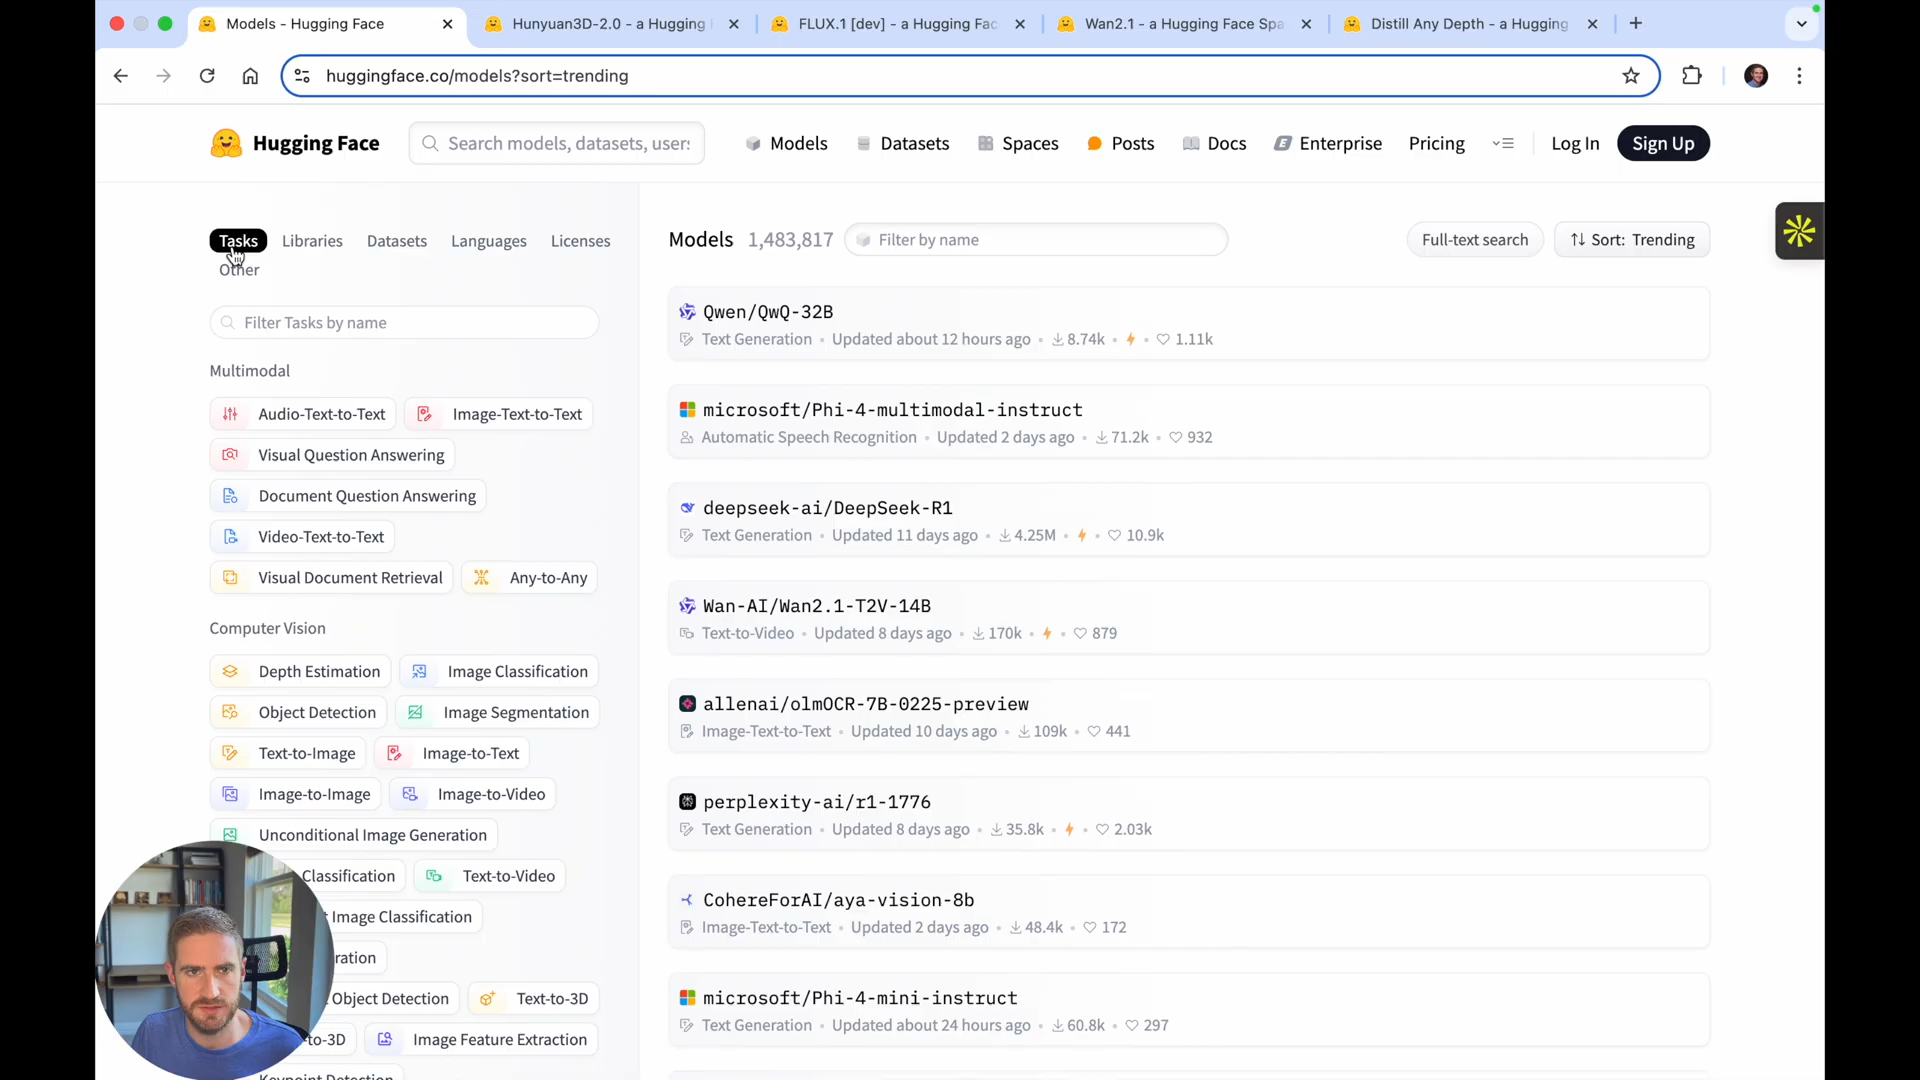 Models - Hugging Face
Hunyuan3D-2.0 - a Hugging
FLUX.1 [dev] - a Hugging Fac
Wan2.1 - a Hugging Face Spa
Distill Any Depth - a Hugging
huggingface.co/models?sort=trending
Hugging Face
Search models, datasets, users
Models
Datasets
Spaces
Posts
Docs
Enterprise
Pricing
Log In
Sign Up
Tasks Libraries Datasets Languages Licenses
Other
Filter Tasks by name
Multimodal
Audio-Text-to-Text Image-Text-to-Text
Visual Question Answering
Document Question Answering
Video-Text-to-Text
Visual Document Retrieval Any-to-Any
Computer Vision
Depth Estimation Image Classification
Object Detection Image Segmentation
Text-to-Image Image-to-Text
Image-to-Image Image-to-Video
Unconditional Image Generation
Classification Text-to-Video
Image Classification
ration
Object Detection Text-to-3D
to-3D Image Feature Extraction
Keypoint Detection
Models 1,483,817 Filter by name
Full-text search
Sort: Trending
Qwen/QwQ-32B
Text Generation • Updated about 12 hours ago • 8.74k • 1.11k
microsoft/Phi-4-multimodal-instruct
Automatic Speech Recognition • Updated 2 days ago • 71.2k • 932
deepseek-ai/DeepSeek-R1
Text Generation • Updated 11 days ago • 4.25M • 10.9k
Wan-AI/Wan2.1-T2V-14B
Text-to-Video • Updated 8 days ago • 170k • 879
allenai/olmOCR-7B-0225-preview
Image-Text-to-Text • Updated 10 days ago • 109k • 441
perplexity-ai/r1-1776
Text Generation • Updated 8 days ago • 35.8k • 2.03k
CohereForAI/aya-vision-8b
Image-Text-to-Text • Updated 2 days ago • 48.4k • 172
microsoft/Phi-4-mini-instruct
Text Generation • Updated about 24 hours ago • 60.8k • 297